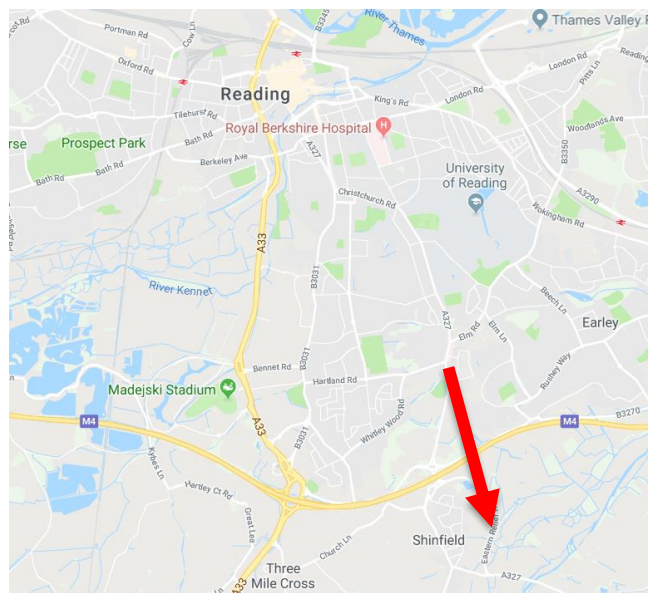 River Thames
B3345
Thames Valley
Portman Rd
Cow Ln
Oxford Rd
London Rd
Reading
Pitts Ln
Reading
King's Rd
London Rd
Tilehurst Rd
Royal Berkshire Hospital
H
Woodlands Ave
Prospect Park
Bath Rd
A327
B3350
Berkeley Ave
Bath Rd
Bath Rd
University
of Reading
Christchurch Rd
A3290
Wokingham Rd
A33
B3031
River Kennet
Beech Ln
A327
Elm Rd
Elm Ln
Earley
B3031
Bennet Rd
Hartland Rd
Rushey Way
Madejski Stadium
Whitley Wood Rd
B3270
M4
M4
A33
B3031
Kybes Ln
Hartley Ct Rd
Great Lea
Church Ln
Shinfield
Eastern Relief
Three
Mile Cross
A327
A33